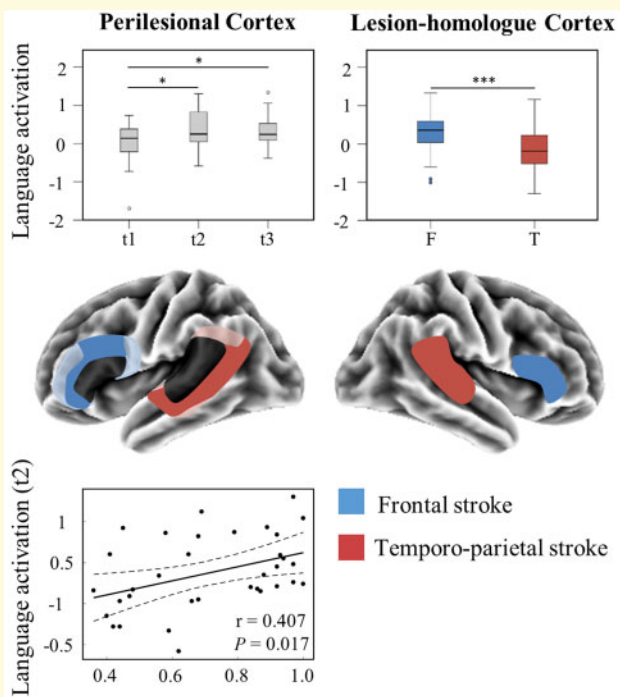 Perilesional Cortex
Lesion-homologue Cortex
Language activation
2
1
0
-1
-2
*
*
t1
t2
t3
2
1
0
-1
-2
***
F
T
Language activation (t2)
1
0.5
-1
-0.5
r = 0.407
P = 0.017
0.4
0.6
0.8
1.0
Frontal stroke
Temporo-parietal stroke